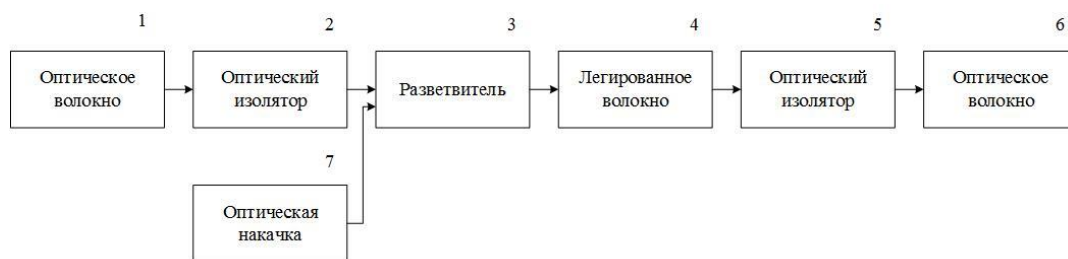 1
2
3
4
5
6
Оптическое
волокно
Оптический
изолятор
Разветвитель
Легированное
волокно
Оптический
изолятор
Оптическое
волокно
7
Оптическая
накачка